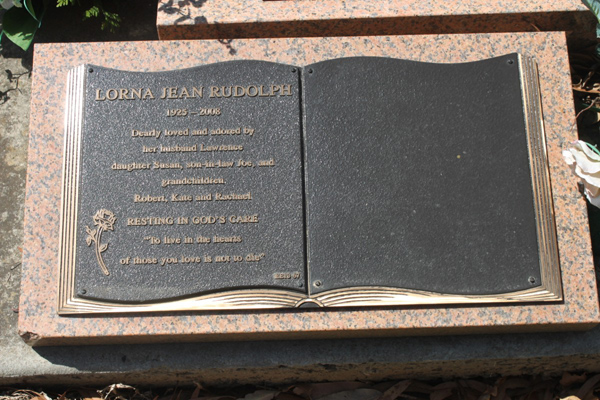 LORNA JEAN RUDOLPH
1925—2008
Dearly loved and adored by
her husband Lawrence
daughter Susan, son-in-law Joe, and
grandchildren,
Robert, Kate and Rachael.
RESTING IN GOD'S CARE
"To live in the hearts
of those you love is not to die"